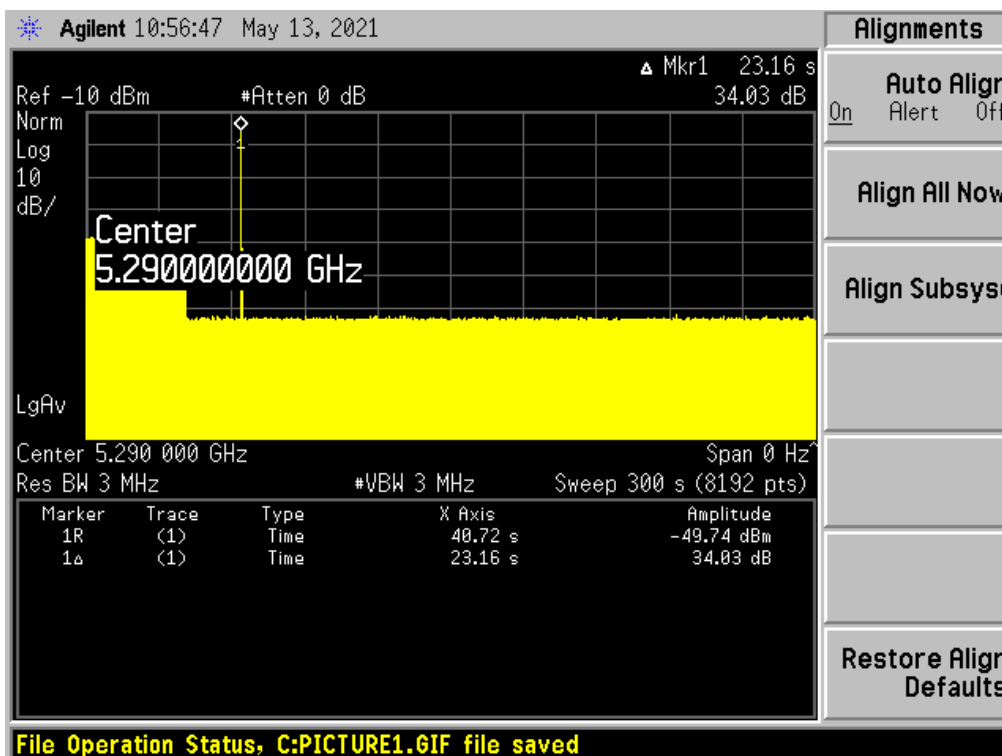 Agilent 10:56:47 May 13, 2021
Alignments
Δ Mkr1 23.16 s
Ref -10 dBm #Atten 0 dB 34.03 dB
Norm
Log
10
dB/
1
Center
5.290000000 GHz
LgAv
Center 5.290 000 GHz Span 0 Hz^
Res BW 3 MHz #VBW 3 MHz Sweep 300 s (8192 pts)
Marker Trace Type X Axis Amplitude
1R (1) Time 40.72 s -49.74 dBm
1Δ (1) Time 23.16 s 34.03 dB
Auto Align
On Alert Off
Align All Now
Align Subsys
Restore Align
Defaults
File Operation Status, C:PICTURE1.GIF file saved